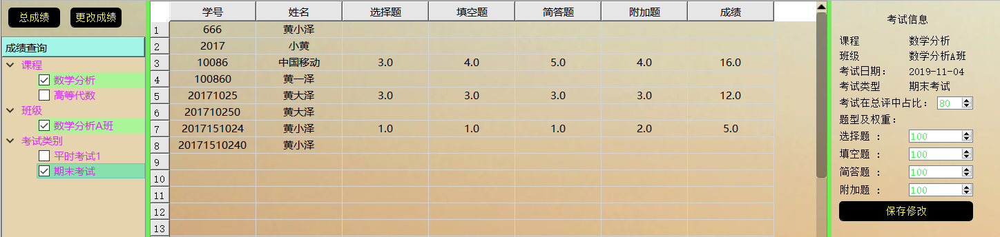 总成绩 更改成绩
成绩查询
课程
数学分析
高等代数
班级
数学分析A班
考试类别
平时考试1
期末考试
学号 姓名 选择题 填空题 简答题 附加题 成绩
1 666 黄小泽
2 2017 小黄
3 10086 中国移动 3.0 4.0 5.0 4.0 16.0
4 100860 黄一泽
5 20171025 黄大泽 3.0 3.0 3.0 3.0 12.0
6 201710250 黄大泽
7 2017151024 黄小泽 1.0 1.0 1.0 2.0 5.0
8 20171510240 黄小泽
9
10
11
12
13
考试信息
课程 数学分析
班级 数学分析A班
考试日期： 2019-11-04
考试类型 期末考试
考试在总评中占比： 80
题型及权重：
选择题 ： 100
填空题 ： 100
简答题 ： 100
附加题 ： 100
保存修改